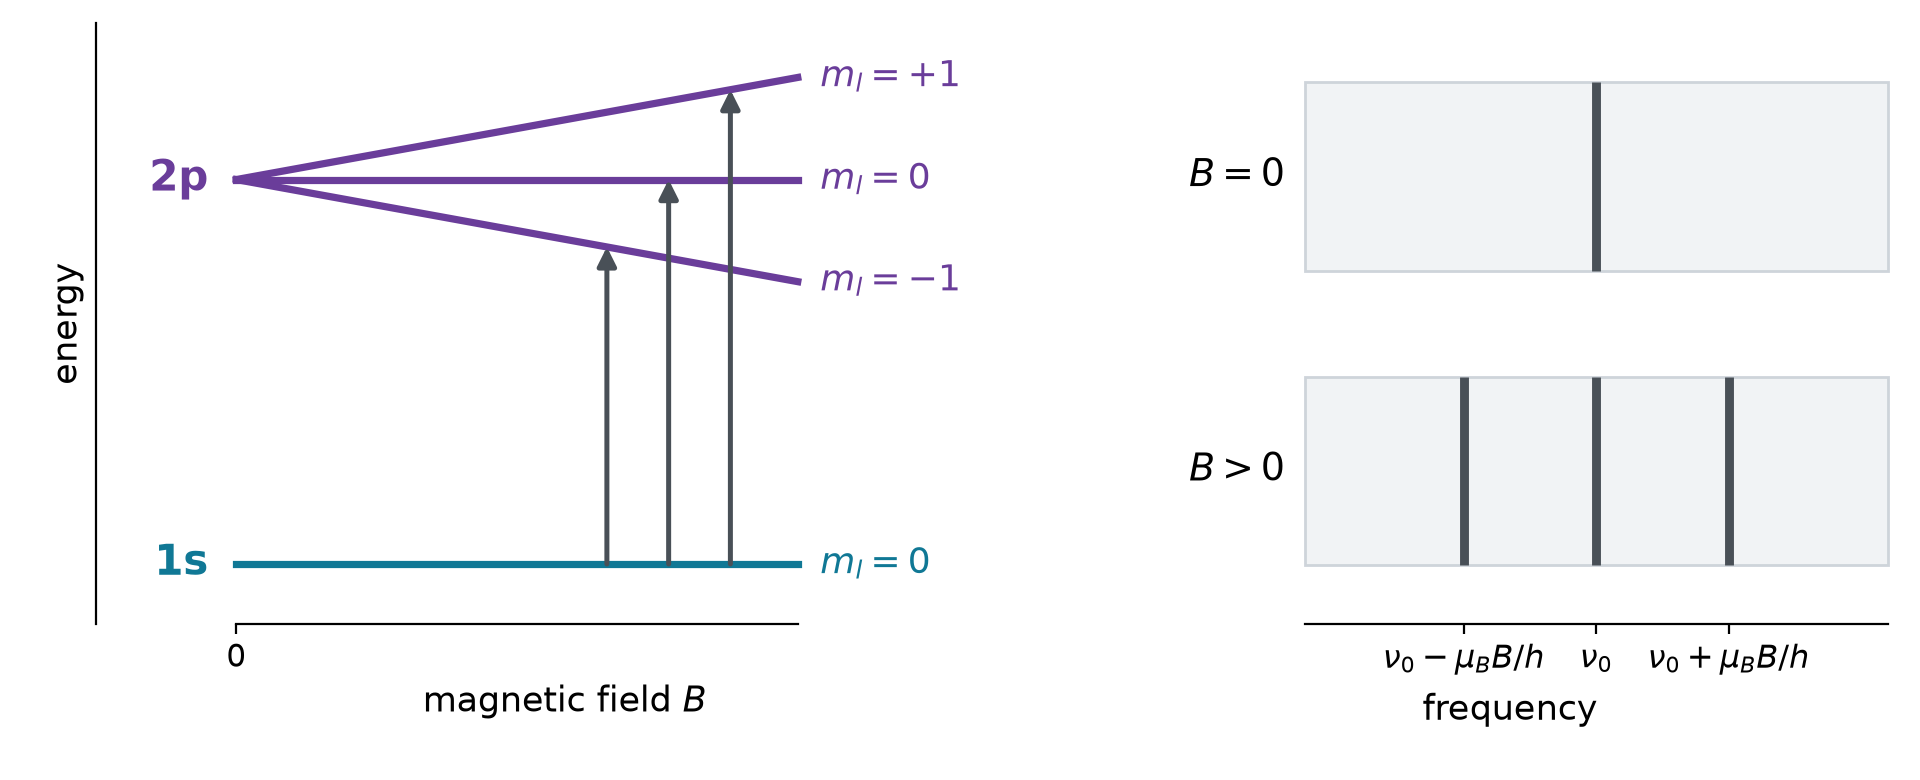 energy
2p
1s
m_l = +1
m_l = 0
m_l = −1
m_l = 0
0
magnetic field B
B = 0
B > 0
ν₀ − μ_B B/h
ν₀
ν₀ + μ_B B/h
frequency